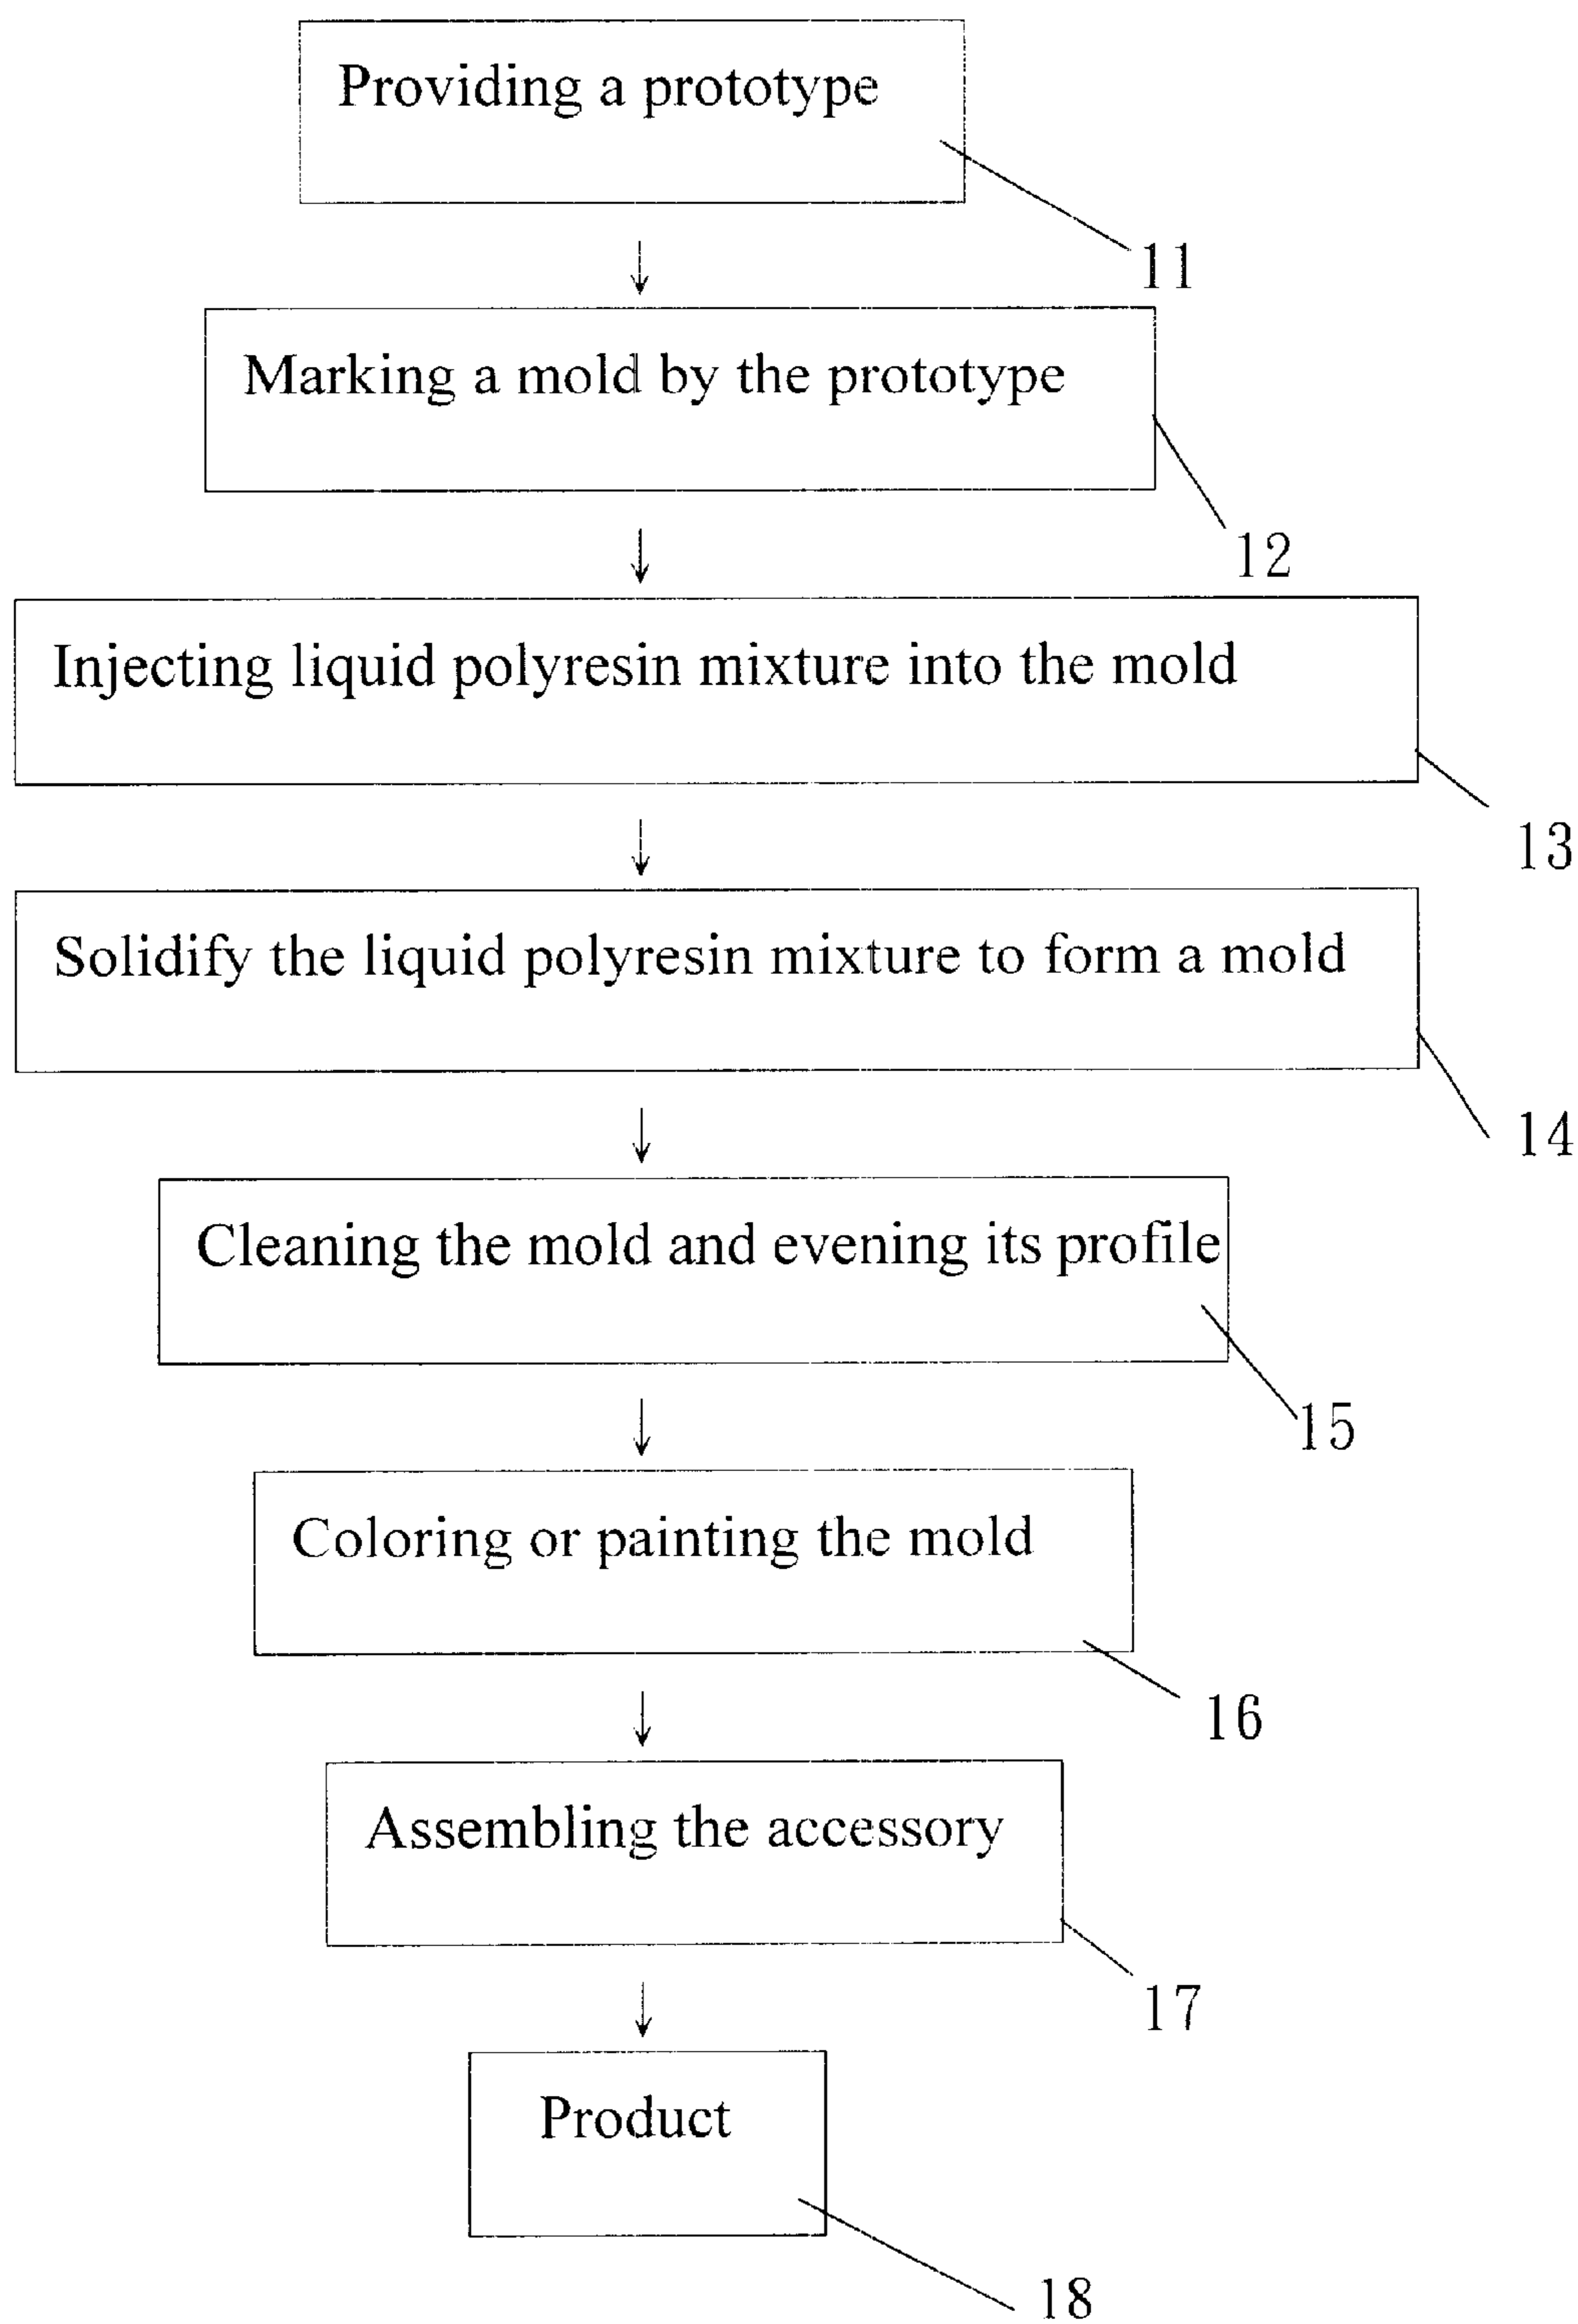 Providing a prototype
11
Marking a mold by the prototype
12
Injecting liquid polyresin mixture into the mold
13
Solidify the liquid polyresin mixture to form a mold
14
Cleaning the mold and evening its profile
15
Coloring or painting the mold
16
Assembling the accessory
17
Product
18